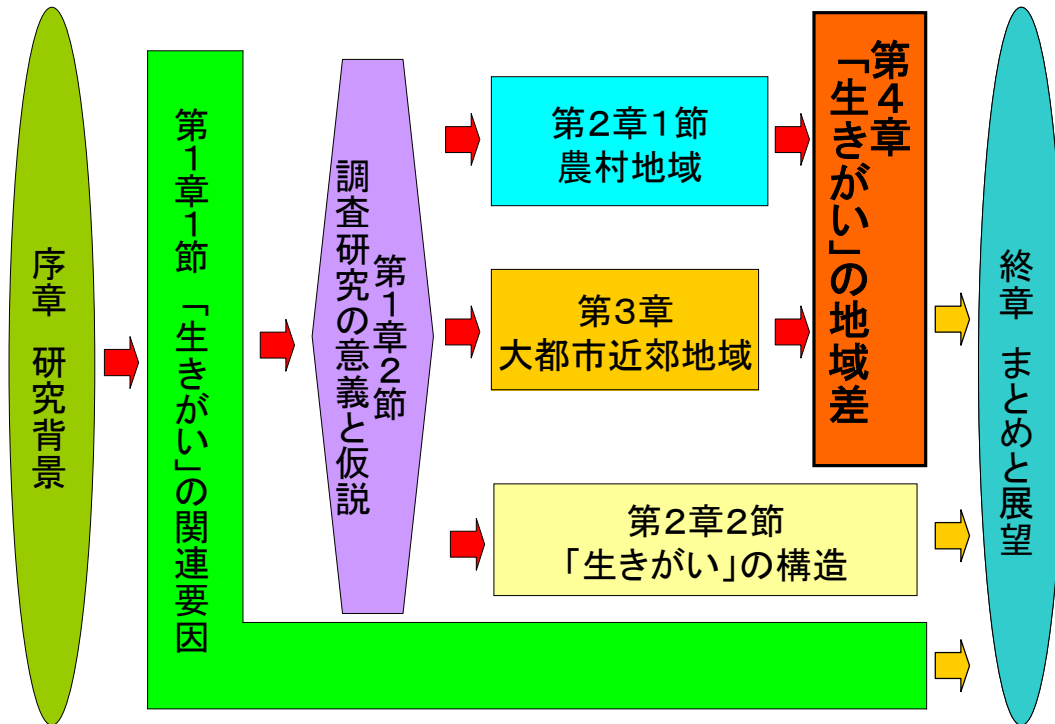 序章　研究背景
第１章１節　「生きがい」の関連要因
第１章２節
調査研究の意義と仮説
第２章１節
農村地域
第３章
大都市近郊地域
第２章２節
「生きがい」の構造
第４章
「生きがい」の地域差
終章　まとめと展望